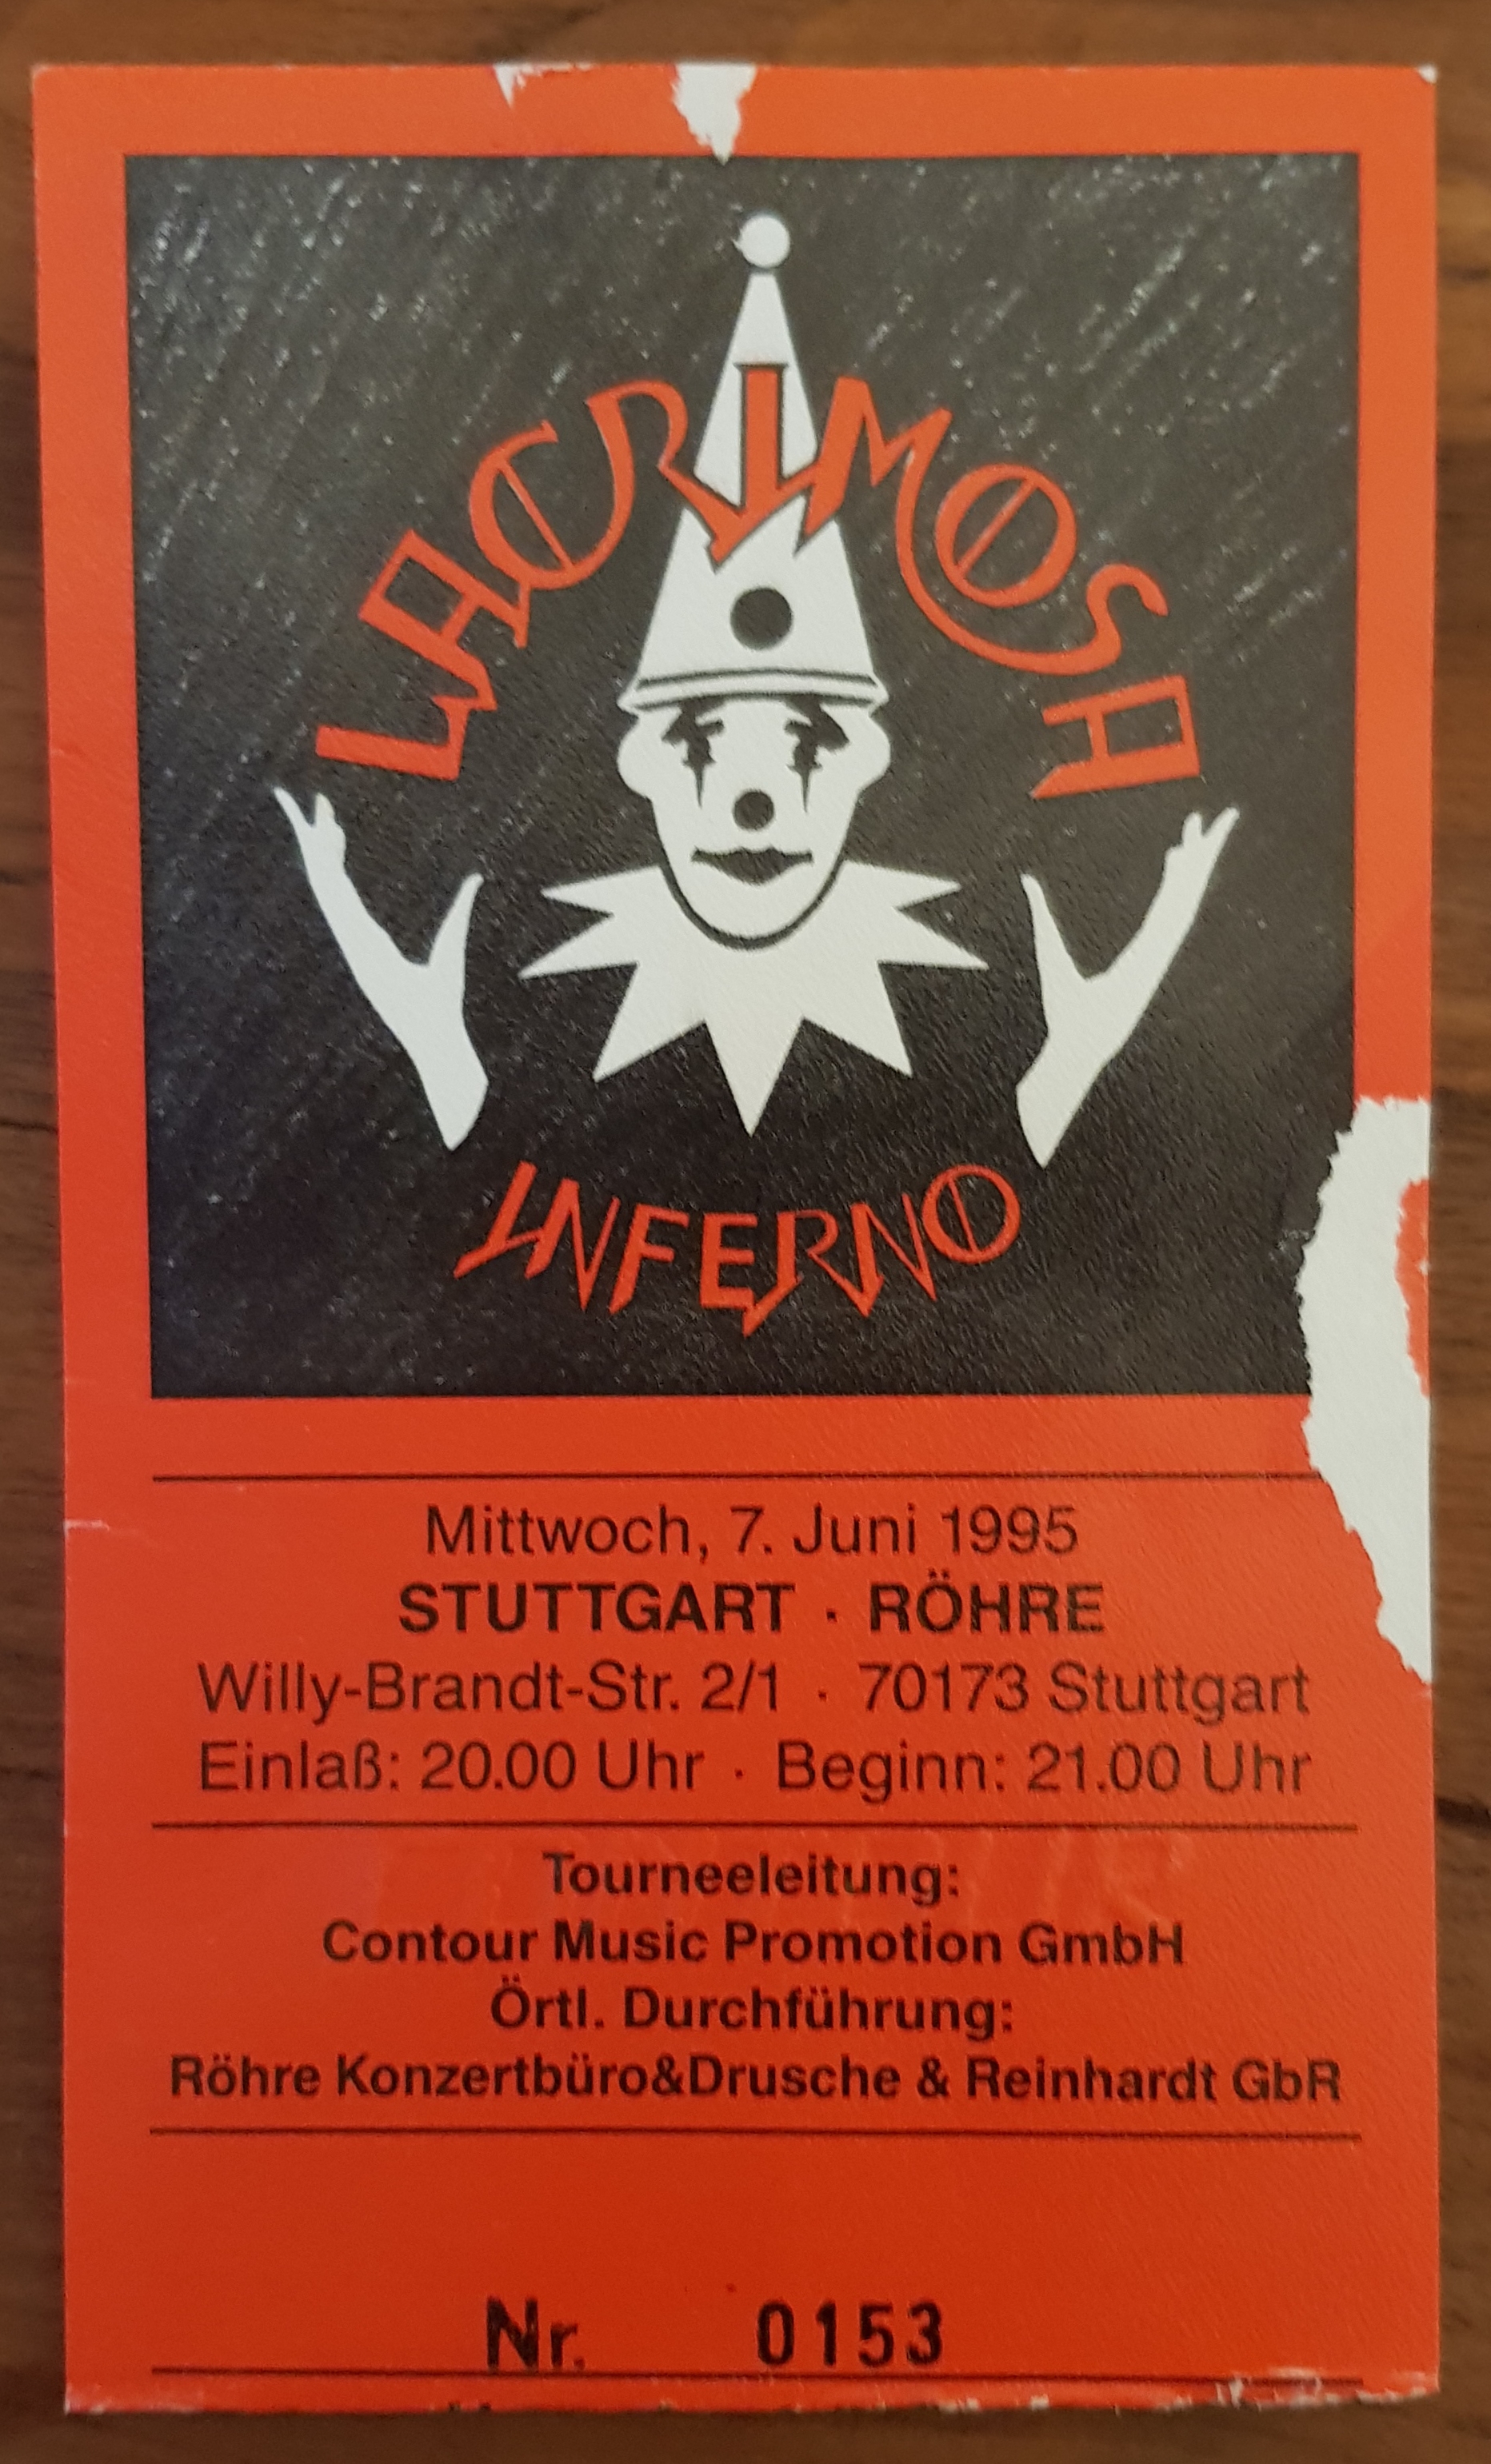 LACRIMOSA
INFERNO
Mittwoch, 7. Juni 1995
STUTTGART · RÖHRE
Willy-Brandt-Str. 2/1 · 70173 Stuttgart
Einlaß: 20.00 Uhr · Beginn: 21.00 Uhr
Tourneeleitung:
Contour Music Promotion GmbH
Örtl. Durchführung:
Röhre Konzertbüro&Drusche & Reinhardt GbR
Nr. 0153